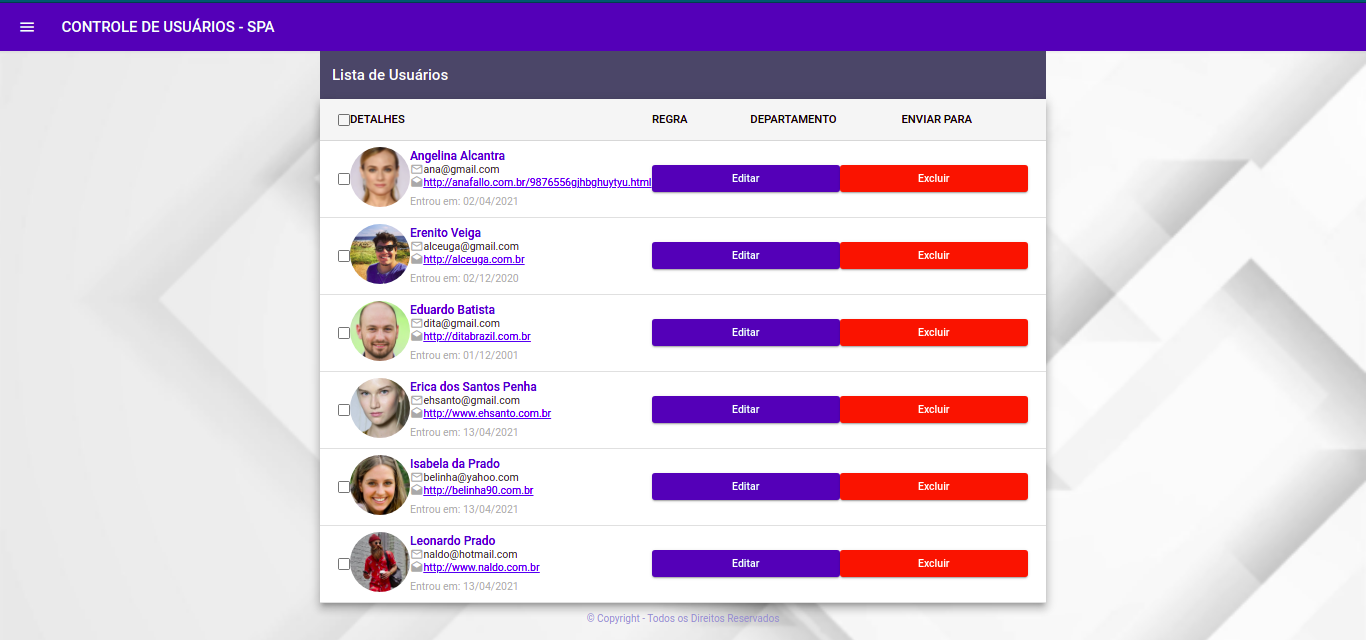 CONTROLE DE USUÁRIOS - SPA
Lista de Usuários
DETALHES REGRA DEPARTAMENTO ENVIAR PARA
Angelina Alcantra
ana@gmail.com
http://anafallo.com.br/9876556gjhbghuytyu.html Editar Excluir
Entrou em: 02/04/2021
Erenito Veiga
alceuga@gmail.com
http://alceuga.com.br Editar Excluir
Entrou em: 02/12/2020
Eduardo Batista
dita@gmail.com
http://ditabrazil.com.br Editar Excluir
Entrou em: 01/12/2001
Erica dos Santos Penha
ehsanto@gmail.com
http://www.ehsanto.com.br Editar Excluir
Entrou em: 13/04/2021
Isabela da Prado
belinha@yahoo.com
http://belinha90.com.br Editar Excluir
Entrou em: 13/04/2021
Leonardo Prado
naldo@hotmail.com
http://www.naldo.com.br Editar Excluir
Entrou em: 13/04/2021
© Copyright - Todos os Direitos Reservados